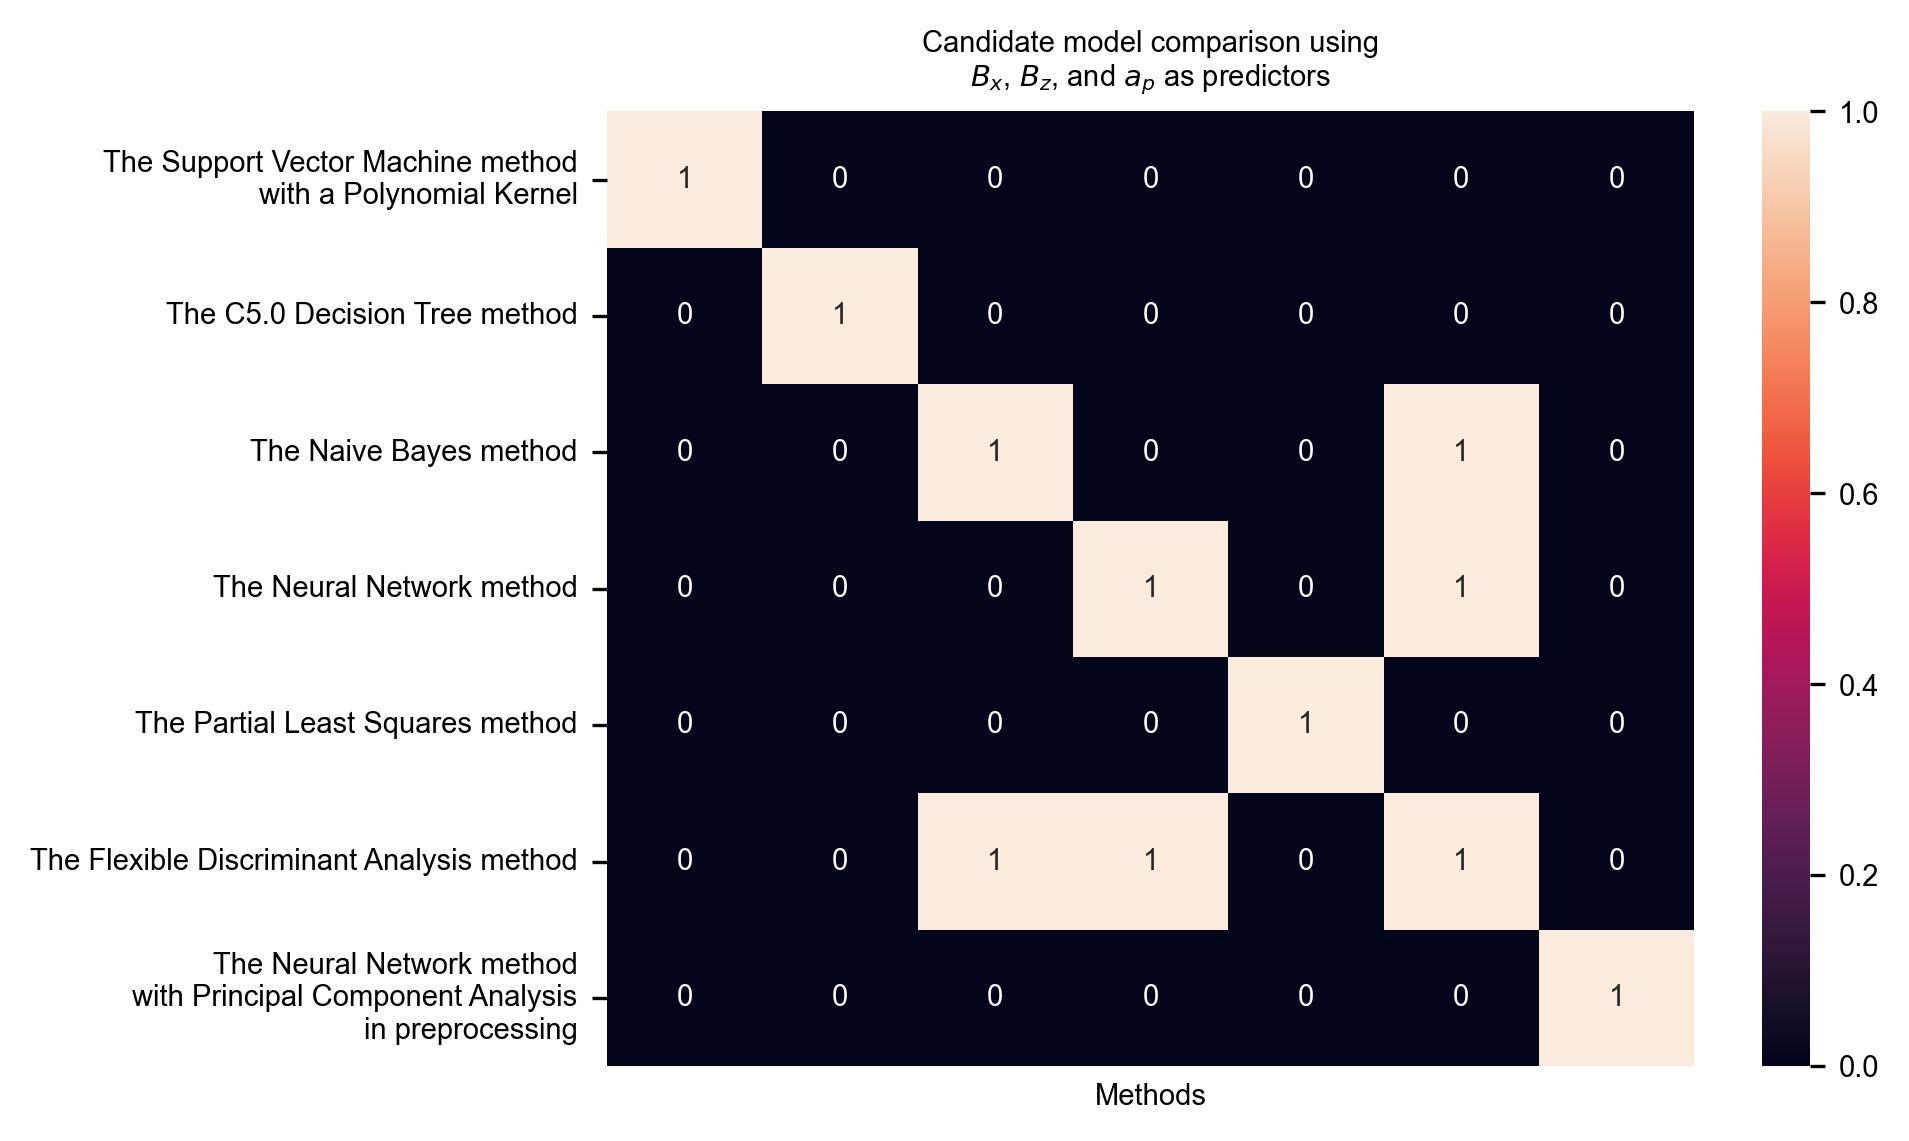 Candidate model comparison using
B_x, B_z, and a_p as predictors
The Support Vector Machine method
with a Polynomial Kernel
1 0 0 0 0 0 0
The C5.0 Decision Tree method
0 1 0 0 0 0 0
The Naive Bayes method
0 0 1 0 0 1 0
The Neural Network method
0 0 0 1 0 1 0
The Partial Least Squares method
0 0 0 0 1 0 0
The Flexible Discriminant Analysis method
0 0 1 1 0 1 0
The Neural Network method
with Principal Component Analysis
in preprocessing
0 0 0 0 0 0 1
Methods
1.0
0.8
0.6
0.4
0.2
0.0